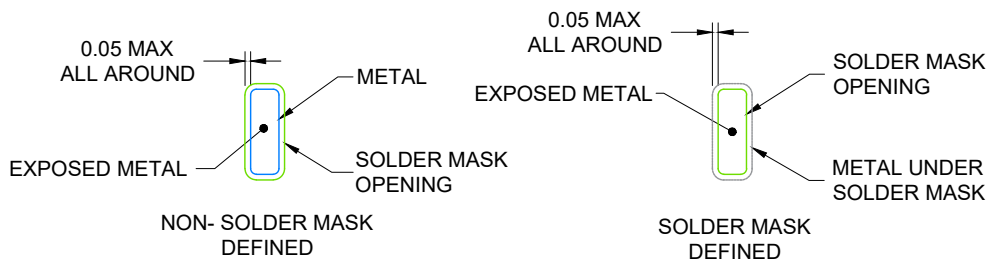 0.05 MAX
ALL AROUND
METAL
EXPOSED METAL
SOLDER MASK
OPENING
NON- SOLDER MASK
DEFINED
0.05 MAX
ALL AROUND
SOLDER MASK
OPENING
EXPOSED METAL
METAL UNDER
SOLDER MASK
SOLDER MASK
DEFINED